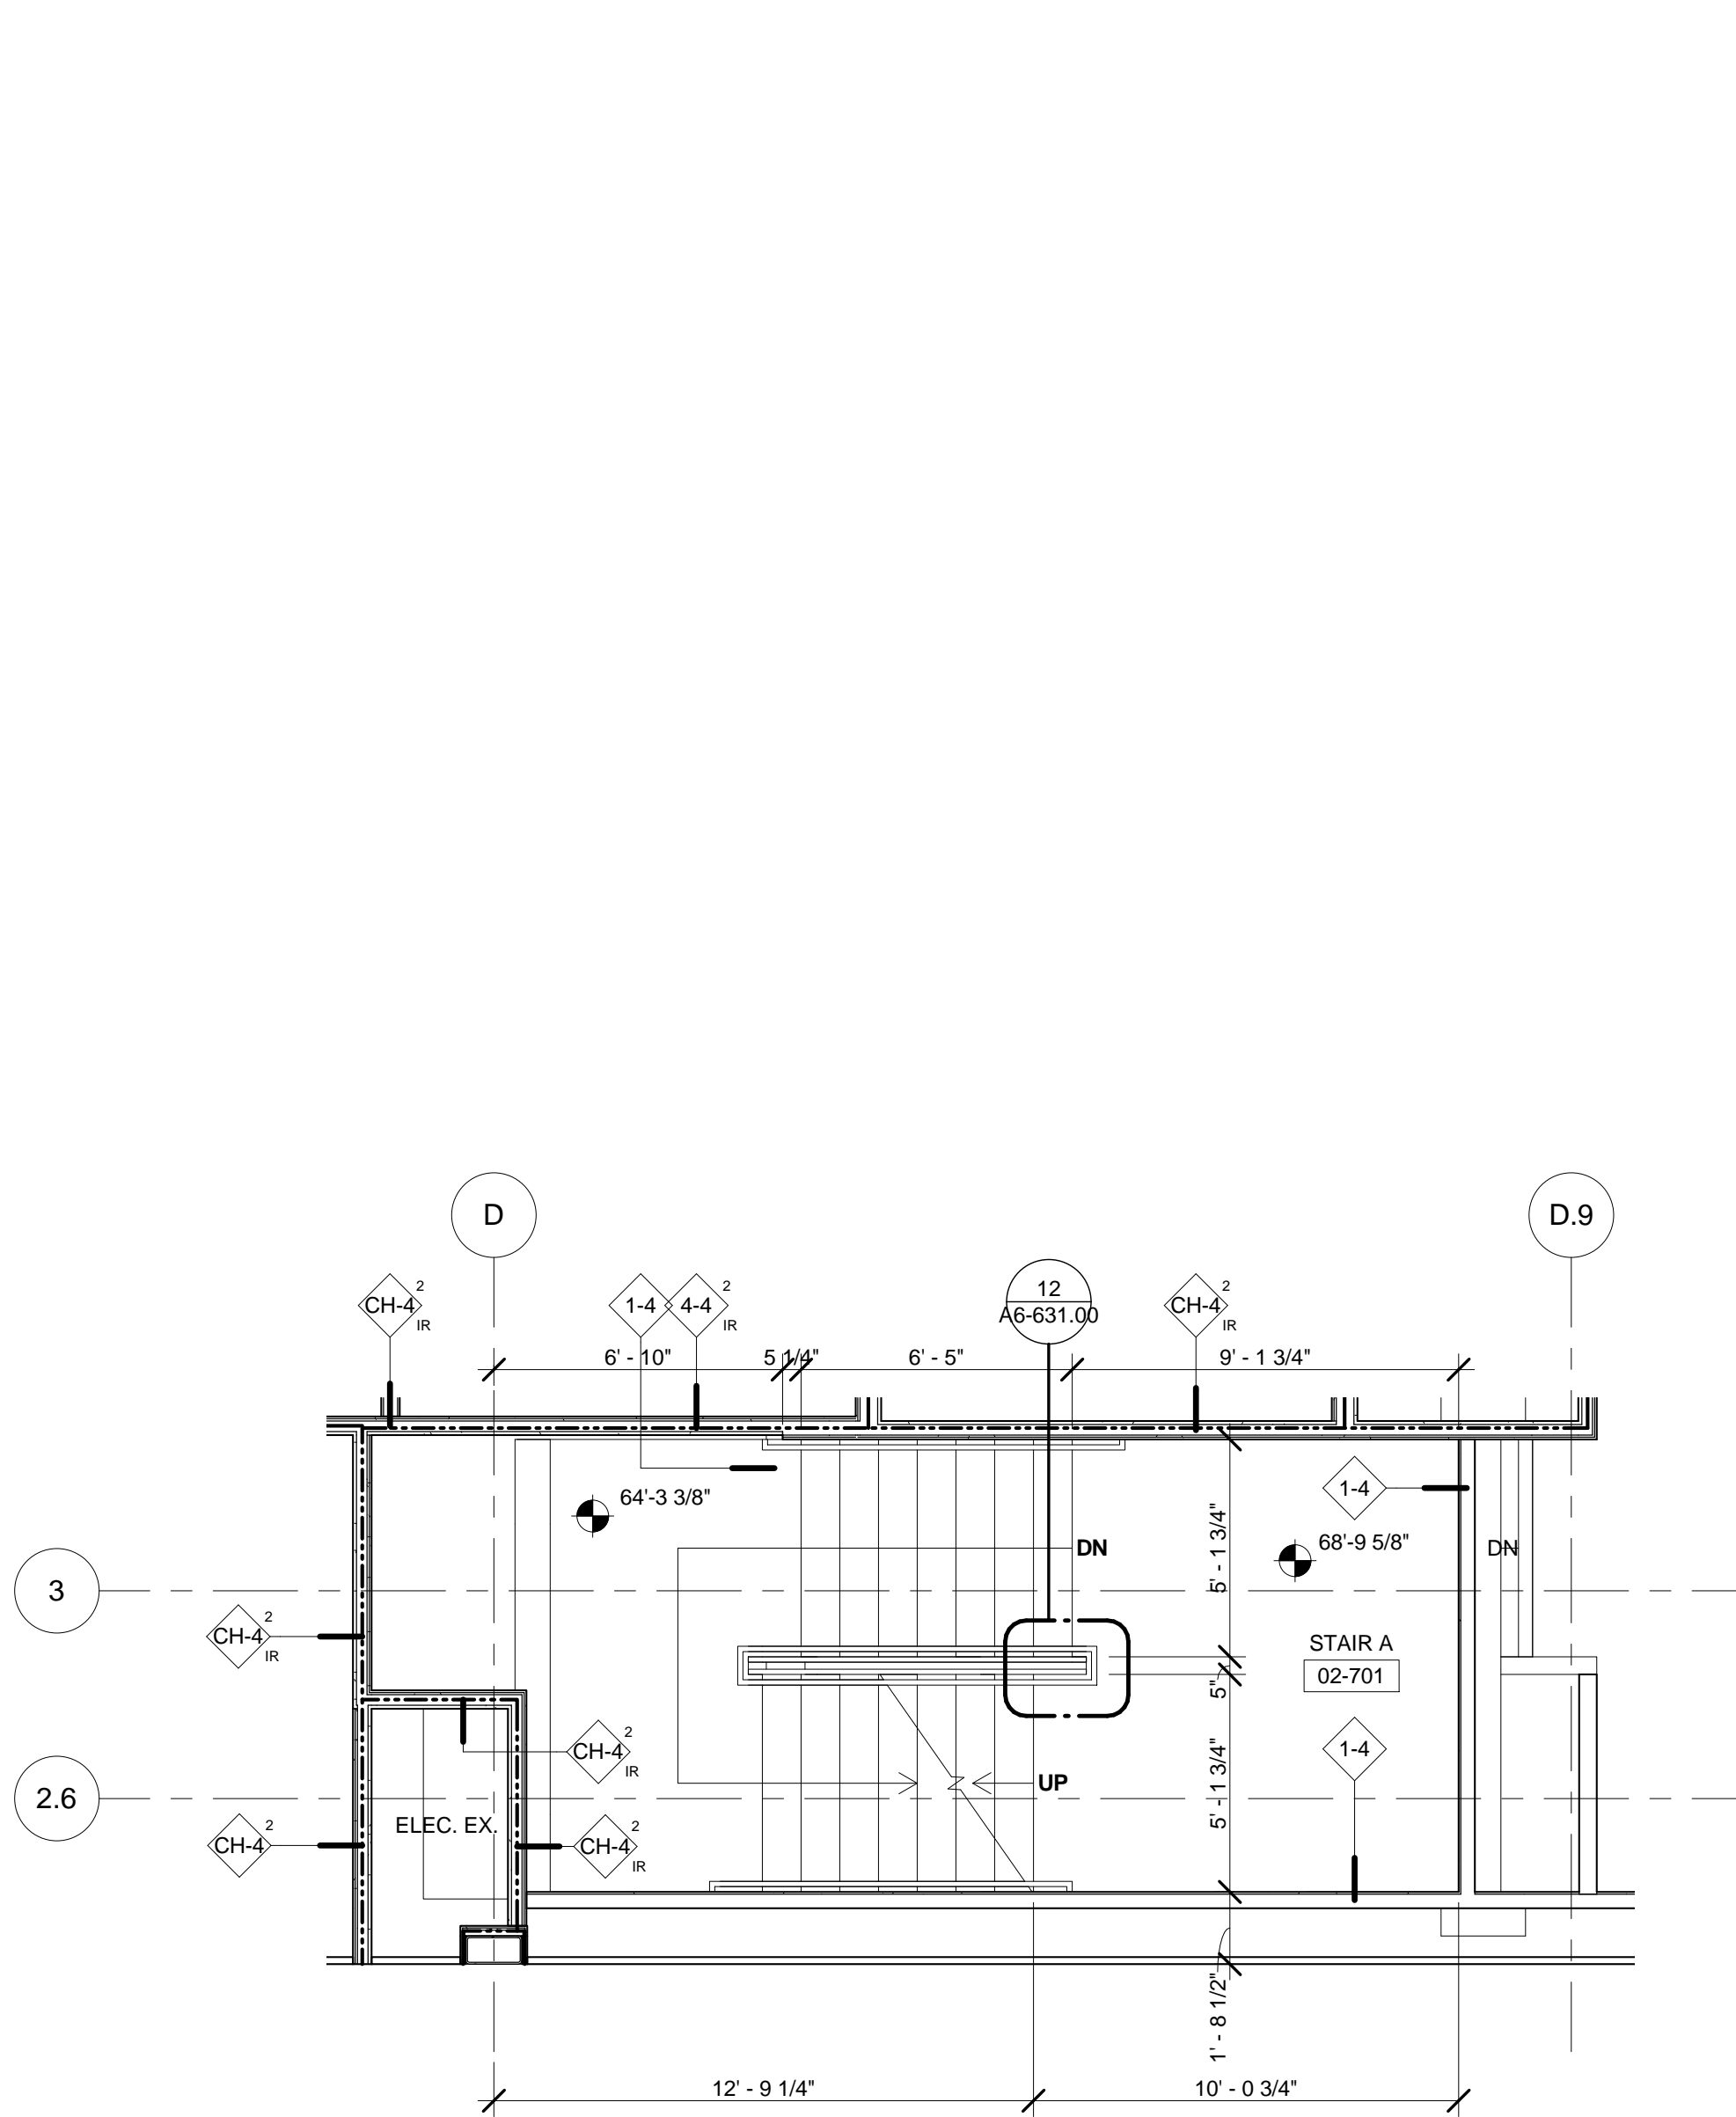 D
D.9
CH-4
2
IR
1-4
4-4
2
IR
12
A6-631.00
CH-4
2
IR
6' - 10"
5 1/4"
6' - 5"
9' - 1 3/4"
64'-3 3/8"
1-4
5' - 1 3/4"
68'-9 5/8"
DN
DN
3
CH-4
2
IR
STAIR A
02-701
5"
CH-4
2
IR
1-4
UP
5' - 1 3/4"
2.6
ELEC. EX.
CH-4
2
CH-4
2
IR
1' - 8 1/2"
12' - 9 1/4"
10' - 0 3/4"